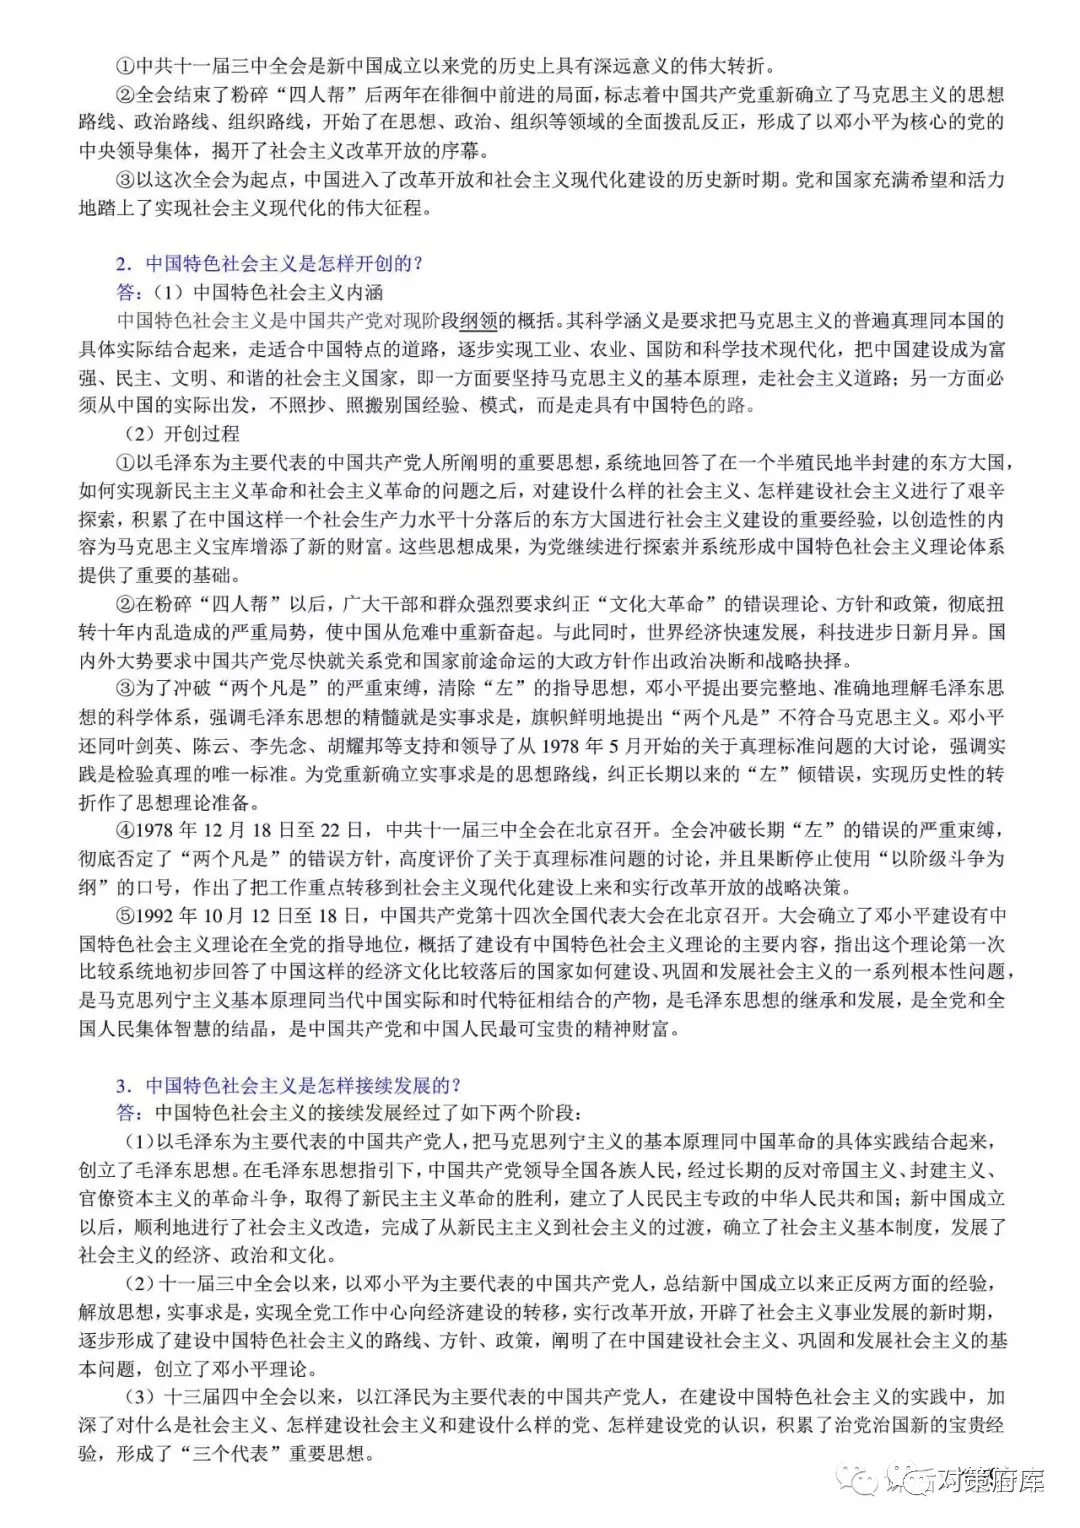 ①中共十一届三中全会是新中国成立以来党的历史上具有深远意义的伟大转折。
②全会结束了粉碎“四人帮”后两年在徘徊中前进的局面，标志着中国共产党重新确立了马克思主义的思想
路线、政治路线、组织路线，开始了在思想、政治、组织等领域的全面拨乱反正，形成了以邓小平为核心的党的
中央领导集体，揭开了社会主义改革开放的序幕。
③以这次全会为起点，中国进入了改革开放和社会主义现代化建设的历史新时期。党和国家充满希望和活力
地踏上了实现社会主义现代化的伟大征程。
2．中国特色社会主义是怎样开创的？
答：（1）中国特色社会主义内涵
中国特色社会主义是中国共产党对现阶段纲领的概括。其科学涵义是要求把马克思主义的普遍真理同本国的
具体实际结合起来，走适合中国特点的道路，逐步实现工业、农业、国防和科学技术现代化，把中国建设成为富
强、民主、文明、和谐的社会主义国家，即一方面要坚持马克思主义的基本原理，走社会主义道路；另一方面必
须从中国的实际出发，不照抄、照搬别国经验、模式，而是走具有中国特色的路。
（2）开创过程
①以毛泽东为主要代表的中国共产党人所阐明的重要思想，系统地回答了在一个半殖民地半封建的东方大国，
如何实现新民主主义革命和社会主义革命的问题之后，对建设什么样的社会主义、怎样建设社会主义进行了艰辛
探索，积累了在中国这样一个社会生产力水平十分落后的东方大国进行社会主义建设的重要经验，以创造性的内
容为马克思主义宝库增添了新的财富。这些思想成果，为党继续进行探索并系统形成中国特色社会主义理论体系
提供了重要的基础。
②在粉碎“四人帮”以后，广大干部和群众强烈要求纠正“文化大革命”的错误理论、方针和政策，彻底扭
转十年内乱造成的严重局势，使中国从危难中重新奋起。与此同时，世界经济快速发展，科技进步日新月异。国
内外大势要求中国共产党尽快就关系党和国家前途命运的大政方针作出政治决断和战略抉择。
③为了冲破“两个凡是”的严重束缚，清除“左”的指导思想，邓小平提出要完整地、准确地理解毛泽东思
想的科学体系，强调毛泽东思想的精髓就是实事求是，旗帜鲜明地提出“两个凡是”不符合马克思主义。邓小平
还同叶剑英、陈云、李先念、胡耀邦等支持和领导了从 1978 年 5 月开始的关于真理标准问题的大讨论，强调实
践是检验真理的唯一标准。为党重新确立实事求是的思想路线，纠正长期以来的“左”倾错误，实现历史性的转
折作了思想理论准备。
④1978 年 12 月 18 日至 22 日，中共十一届三中全会在北京召开。全会冲破长期“左”的错误的严重束缚，
彻底否定了“两个凡是”的错误方针，高度评价了关于真理标准问题的讨论，并且果断停止使用“以阶级斗争为
纲”的口号，作出了把工作重点转移到社会主义现代化建设上来和实行改革开放的战略决策。
⑤1992 年 10 月 12 日至 18 日，中国共产党第十四次全国代表大会在北京召开。大会确立了邓小平建设有中
国特色社会主义理论在全党的指导地位，概括了建设有中国特色社会主义理论的主要内容，指出这个理论第一次
比较系统地初步回答了中国这样的经济文化比较落后的国家如何建设、巩固和发展社会主义的一系列根本性问题，
是马克思列宁主义基本原理同当代中国实际和时代特征相结合的产物，是毛泽东思想的继承和发展，是全党和全
国人民集体智慧的结晶，是中国共产党和中国人民最可宝贵的精神财富。
3．中国特色社会主义是怎样接续发展的？
答：中国特色社会主义的接续发展经过了如下两个阶段：
（1）以毛泽东为主要代表的中国共产党人，把马克思列宁主义的基本原理同中国革命的具体实践结合起来，
创立了毛泽东思想。在毛泽东思想指引下，中国共产党领导全国各族人民，经过长期的反对帝国主义、封建主义、
官僚资本主义的革命斗争，取得了新民主主义革命的胜利，建立了人民民主专政的中华人民共和国；新中国成立
以后，顺利地进行了社会主义改造，完成了从新民主主义到社会主义的过渡，确立了社会主义基本制度，发展了
社会主义的经济、政治和文化。
（2）十一届三中全会以来，以邓小平为主要代表的中国共产党人，总结新中国成立以来正反两方面的经验，
解放思想，实事求是，实现全党工作中心向经济建设的转移，实行改革开放，开辟了社会主义事业发展的新时期，
逐步形成了建设中国特色社会主义的路线、方针、政策，阐明了在中国建设社会主义、巩固和发展社会主义的基
本问题，创立了邓小平理论。
（3）十三届四中全会以来，以江泽民为主要代表的中国共产党人，在建设中国特色社会主义的实践中，加
深了对什么是社会主义、怎样建设社会主义和建设什么样的党、怎样建设党的认识，积累了治党治国新的宝贵经
验，形成了“三个代表”重要思想。
对策府库